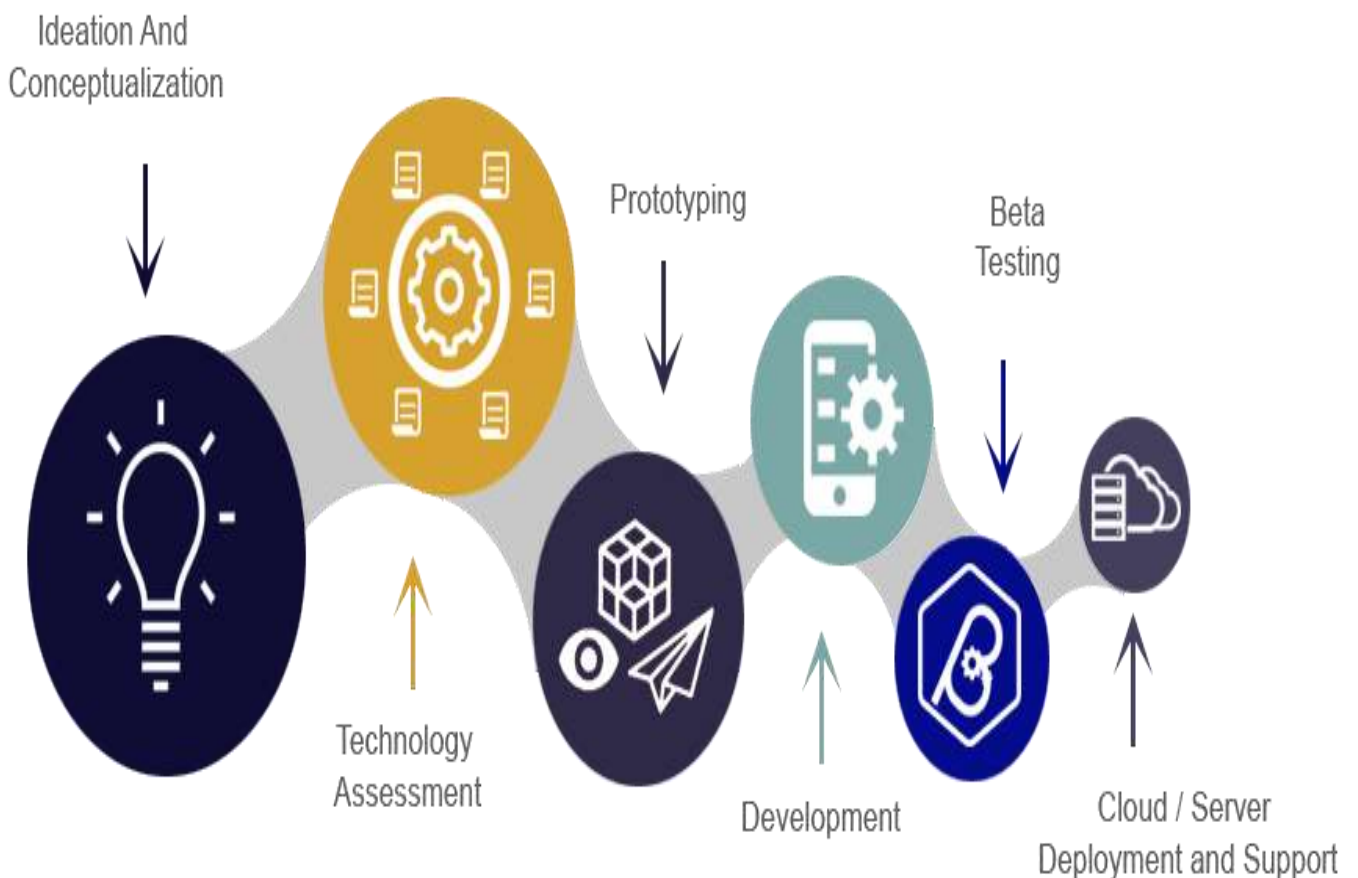 Ideation And
Conceptualization
Prototyping
Beta
Testing
Technology
Assessment
Development
Cloud / Server
Deployment and Support